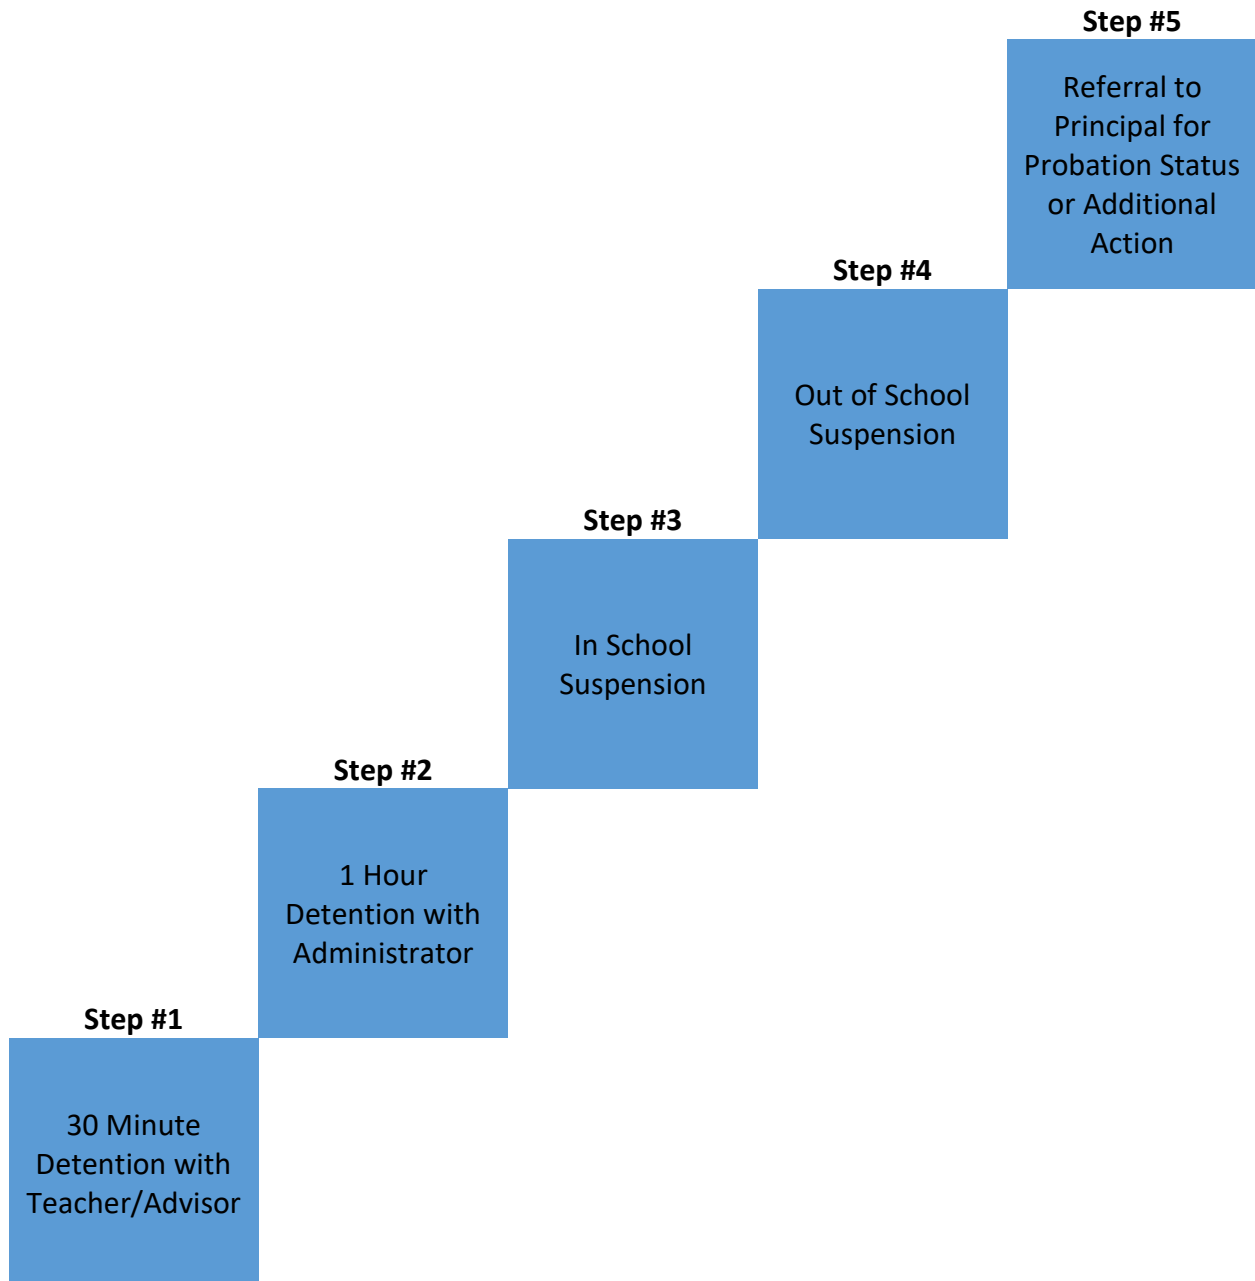 Step #5
Referral to
Principal for
Probation Status
or Additional
Action
Step #4
Out of School
Suspension
Step #3
In School
Suspension
Step #2
1 Hour
Detention with
Administrator
Step #1
30 Minute
Detention with
Teacher/Advisor